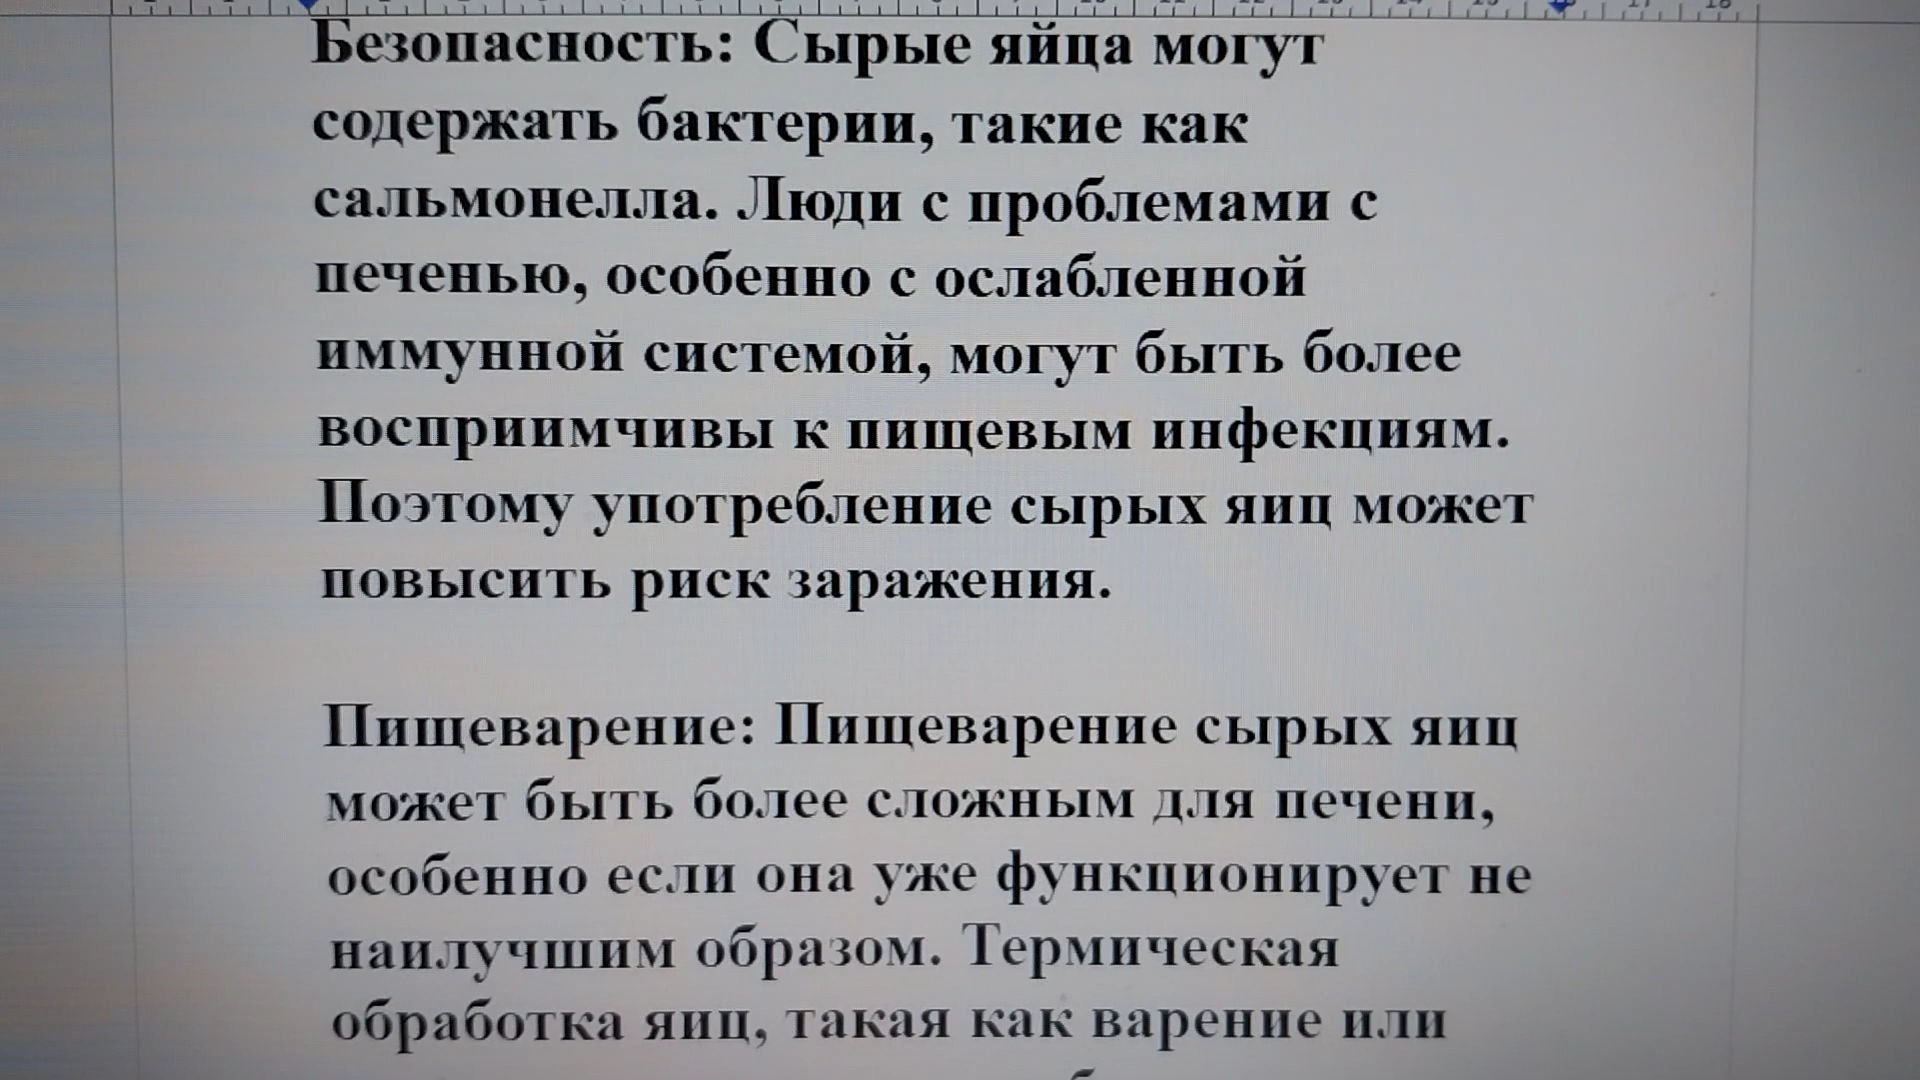 Безопасность: Сырые яйца могут
содержать бактерии, такие как
сальмонелла. Люди с проблемами с
печенью, особенно с ослабленной
иммунной системой, могут быть более
восприимчивы к пищевым инфекциям.
Поэтому употребление сырых яиц может
повысить риск заражения.
Пищеварение: Пищеварение сырых яиц
может быть более сложным для печени,
особенно если она уже функционирует не
наилучшим образом. Термическая
обработка яиц, такая как варение или